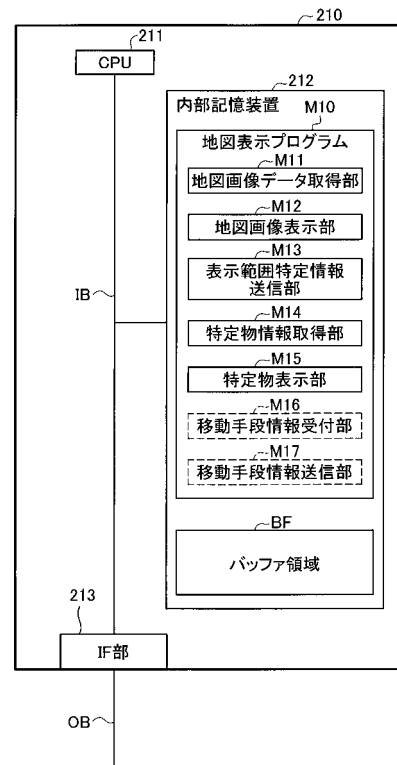 210
211
CPU
212
内部記憶装置
M10
地図表示プログラム
M11
地図画像データ取得部
M12
地図画像表示部
M13
表示範囲特定情報
送信部
M14
特定物情報取得部
M15
特定物表示部
M16
移動手段情報受付部
M17
移動手段情報送信部
IB
BF
バッファ領域
213
IF部
OB